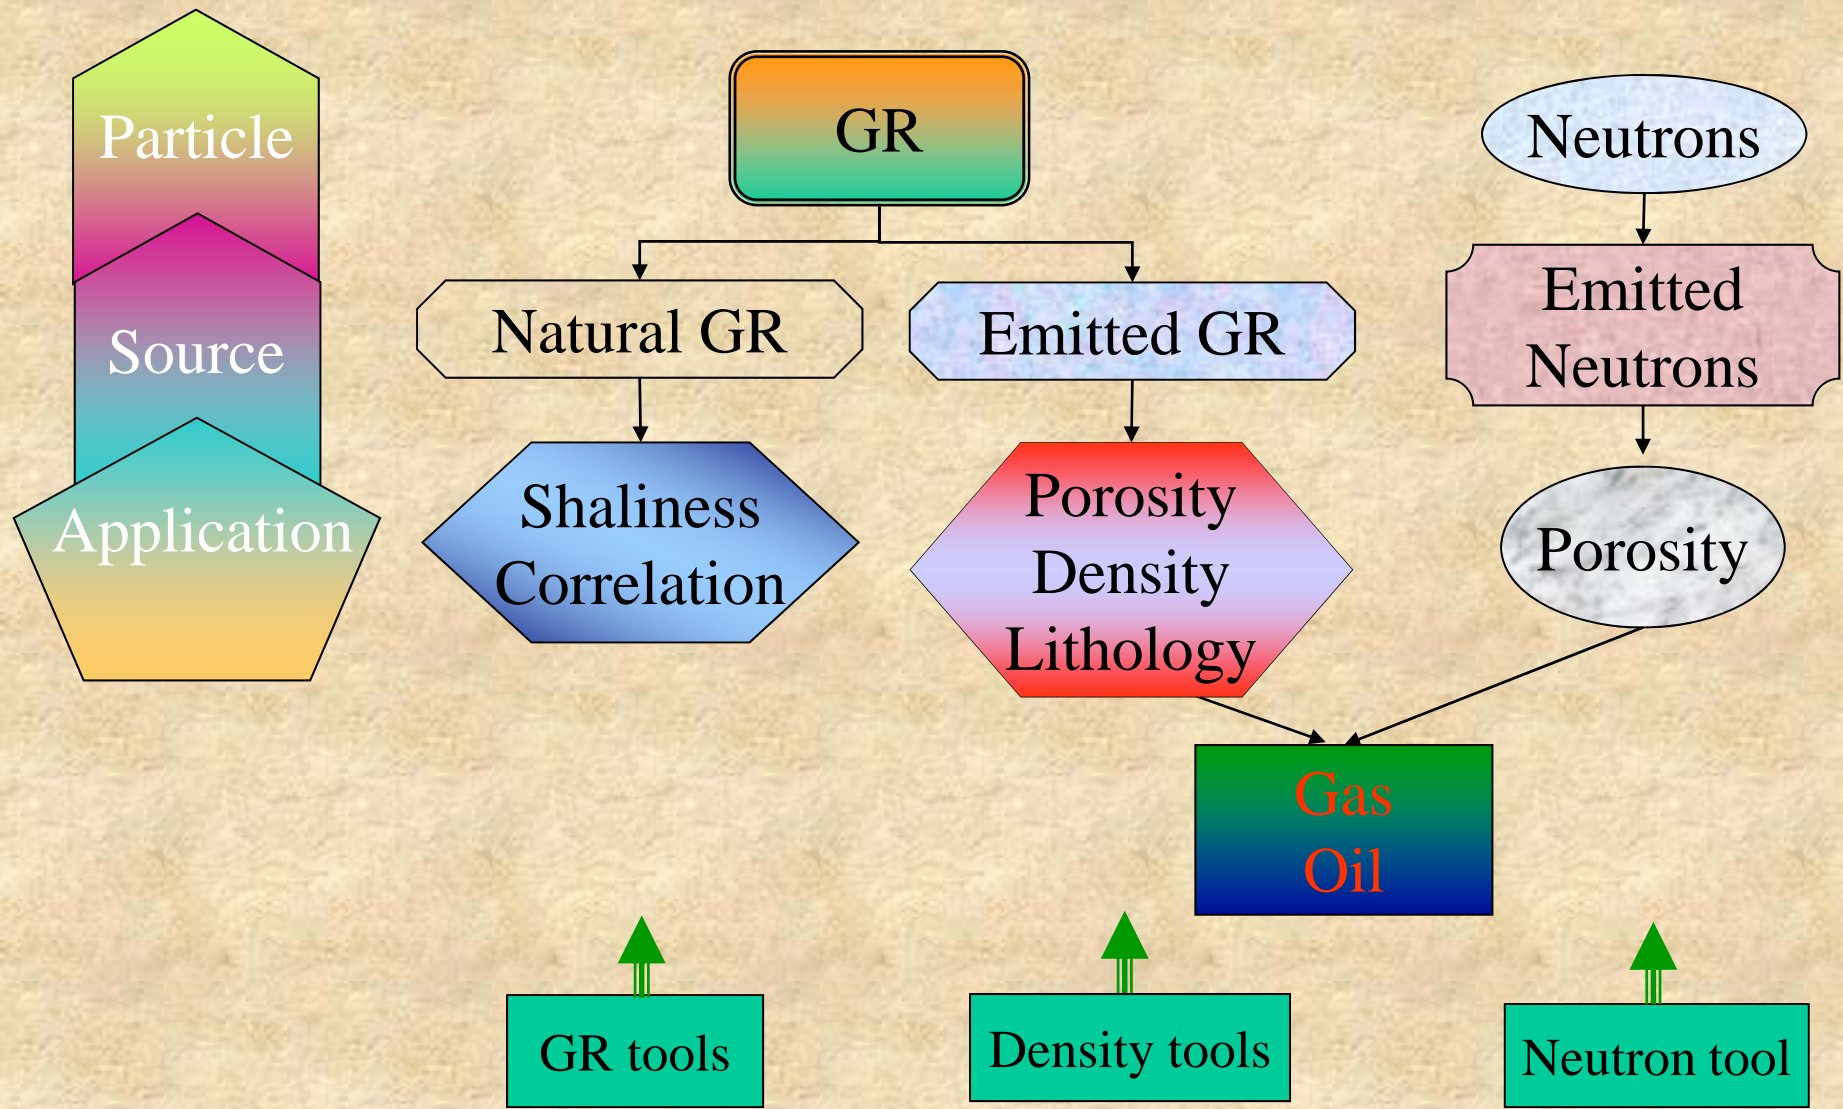 Particle
GR
Neutrons
Source
Natural GR
Emitted GR
Emitted
Neutrons
Application
Shaliness
Correlation
Porosity
Density
Lithology
Porosity
Gas
Oil
GR tools
Density tools
Neutron tool